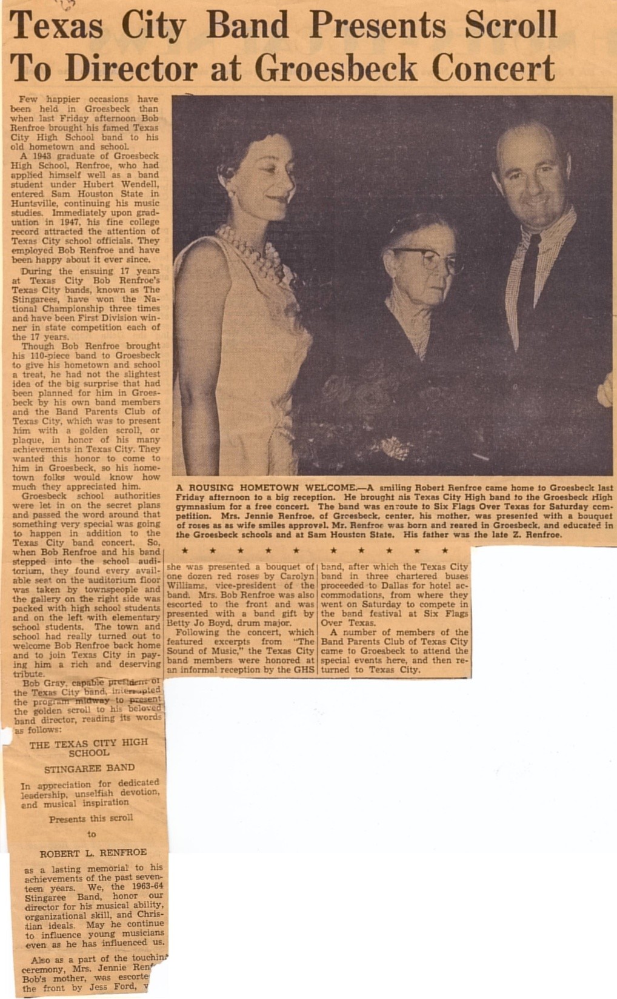 Texas City Band Presents Scroll
To Director at Groesbeck Concert
Few happier occasions have
been held in Groesbeck than
when last Friday afternoon Bob
Renfroe brought his famed Texas
City High School band to his
old hometown and school.
A 1943 graduate of Groesbeck
High School, Renfroe, who had
applied himself well as a band
student under Hubert Wendell,
entered Sam Houston State in
Huntsville, continuing his music
studies. Immediately upon grad-
uation in 1947, his fine college
record attracted the attention of
Texas City school officials. They
employed Bob Renfroe and have
been happy about it ever since.
During the ensuing 17 years
at Texas City Bob Renfroe's
Texas City bands, known as The
Stingarees, have won the Na-
tional Championship three times
and have been First Division win-
ner in state competition each of
the 17 years.
Though Bob Renfroe brought
his 110-piece band to Groesbeck
to give his hometown and school
a treat, he had not the slightest
idea of the big surprise that had
been planned for him in Groes-
beck by his own band members
and the Band Parents Club of
Texas City, which was to present
him with a golden scroll, or
plaque, in honor of his many
achievements in Texas City. They
wanted this honor to come to
him in Groesbeck, so his home-
town folks would know how
much they appreciated him.
Groesbeck school authorities
were let in on the secret plans
and passed the word around that
something very special was going
to happen in addition to the
Texas City band concert. So,
when Bob Renfroe and his band
stepped into the school audi-
torium, they found every avail-
able seat on the auditorium floor
was taken by townspeople and
the gallery on the right side was
packed with high school students
and on the left with elementary
school students. The town and
school had really turned out to
welcome Bob Renfroe back home
and to join Texas City in pay-
ing him a rich and deserving
tribute.
Bob Gray, capable president of
the Texas City band, interrupted
the program midway to present
the golden scroll to his beloved
band director, reading its words
as follows:
THE TEXAS CITY HIGH
SCHOOL
STINGAREE BAND
In appreciation for dedicated
leadership, unselfish devotion,
and musical inspiration
Presents this scroll
to
ROBERT L. RENFROE
as a lasting memorial to his
achievements of the past seven-
teen years. We, the 1963-64
Stingaree Band, honor our
director for his musical ability,
organizational skill, and Chris-
tian ideals. May he continue
to influence young musicians
even as he has influenced us.
Also as a part of the touchin
ceremony, Mrs. Jennie Renf
Bob's mother, was escorte
the front by Jess Ford, v
A ROUSING HOMETOWN WELCOME.—A smiling Robert Renfroe came home to Groesbeck last
Friday afternoon to a big reception. He brought his Texas City High band to the Groesbeck High
gymnasium for a free concert. The band was enroute to Six Flags Over Texas for Saturday com-
petition. Mrs. Jennie Renfroe, of Groesbeck, center, his mother, was presented with a bouquet
of roses as as wife smiles approval. Mr. Renfroe was born and reared in Groesbeck, and educated in
the Groesbeck schools and at Sam Houston State. His father was the late Z. Renfroe.
★ ★ ★ ★ ★ ★ ★ ★ ★ ★
she was presented a bouquet of
one dozen red roses by Carolyn
Williams, vice-president of the
band. Mrs. Bob Renfroe was also
escorted to the front and was
presented with a band gift by
Betty Jo Boyd, drum major.
Following the concert, which
featured excerpts from "The
Sound of Music," the Texas City
band members were honored at
an informal reception by the GHS
band, after which the Texas City
band in three chartered buses
proceeded to Dallas for hotel ac-
commodations, from where they
went on Saturday to compete in
the band festival at Six Flags
Over Texas.
A number of members of the
Band Parents Club of Texas City
came to Groesbeck to attend the
special events here, and then re-
turned to Texas City.